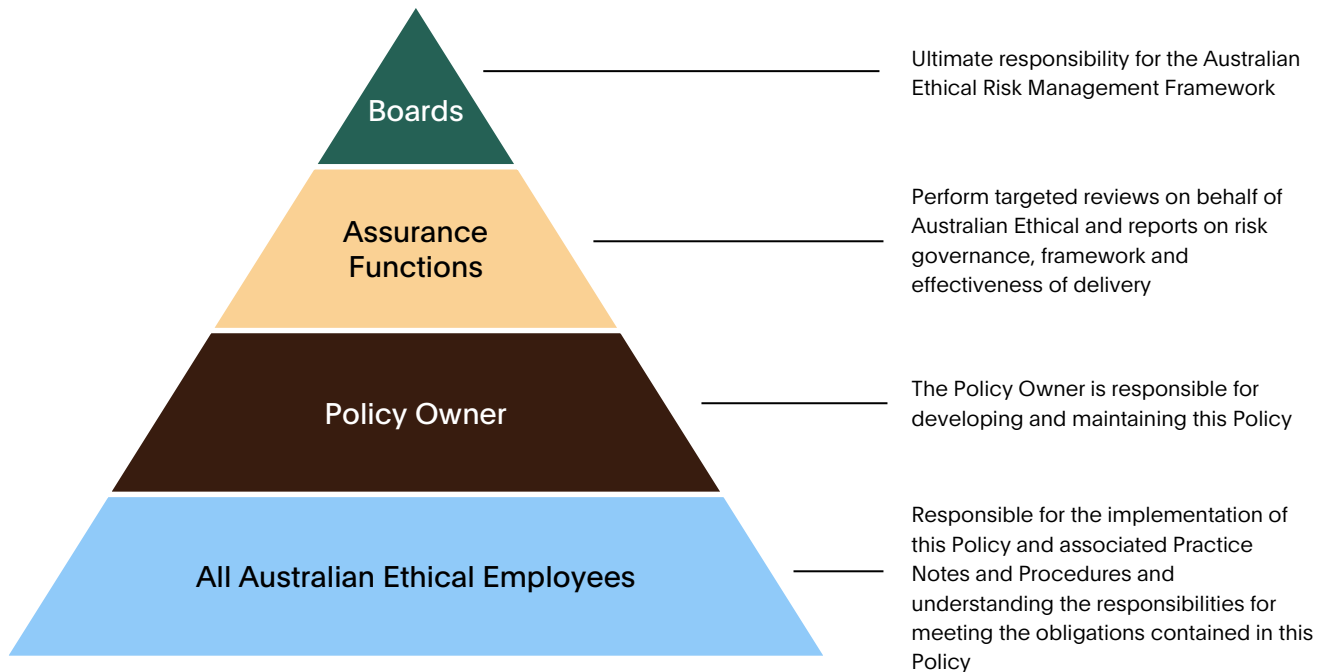 Boards
Ultimate responsibility for the Australian
Ethical Risk Management Framework
Assurance
Functions
Perform targeted reviews on behalf of
Australian Ethical and reports on risk
governance, framework and
effectiveness of delivery
Policy Owner
The Policy Owner is responsible for
developing and maintaining this Policy
All Australian Ethical Employees
Responsible for the implementation of
this Policy and associated Practice
Notes and Procedures and
understanding the responsibilities for
meeting the obligations contained in this
Policy